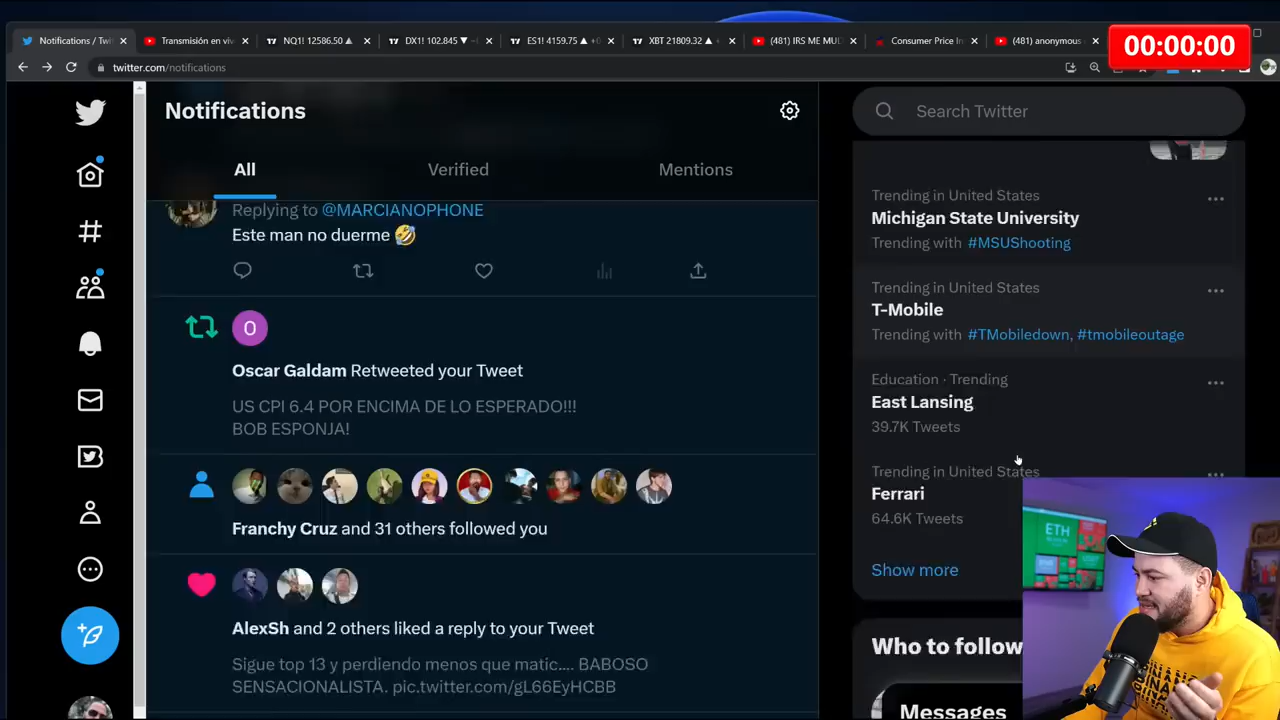 Notifications / Twi
Transmisión en viv
NQ1! 12586.50
DX1! 102.845
ES1! 4159.75
XBT 21809.32
(481) IRS ME MUD
Consumer Price In
(481) anonymous
00:00:00
twitter.com/notifications
Notifications
All
Verified
Mentions
Replying to @MARCIANOPHONE
Este man no duerme 🤣
O
Oscar Galdam Retweeted your Tweet
US CPI 6.4 POR ENCIMA DE LO ESPERADO!!!
BOB ESPONJA!
Franchy Cruz and 31 others followed you
AlexSh and 2 others liked a reply to your Tweet
Sigue top 13 y perdiendo menos que matic.... BABOSO
SENSACIONALISTA. pic.twitter.com/gL66EyHCBB
Search Twitter
Trending in United States
Michigan State University
Trending with #MSUShooting
Trending in United States
T-Mobile
Trending with #TMobiledown, #tmobileoutage
Education · Trending
East Lansing
39.7K Tweets
Trending in United States
Ferrari
64.6K Tweets
Show more
Who to follow
Messages
ETH